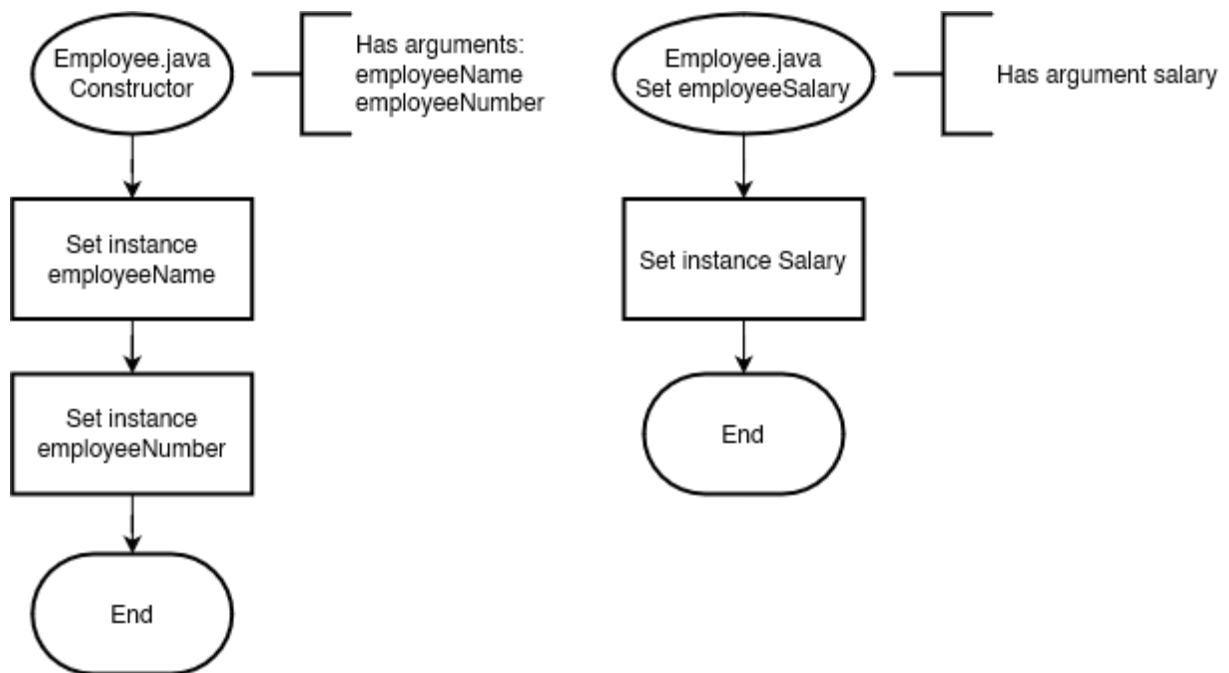 Employee.java
Constructor
Has arguments:
employeeName
employeeNumber
Set instance
employeeName
Set instance
employeeNumber
End
Employee.java
Set employeeSalary
Has argument salary
Set instance Salary
End